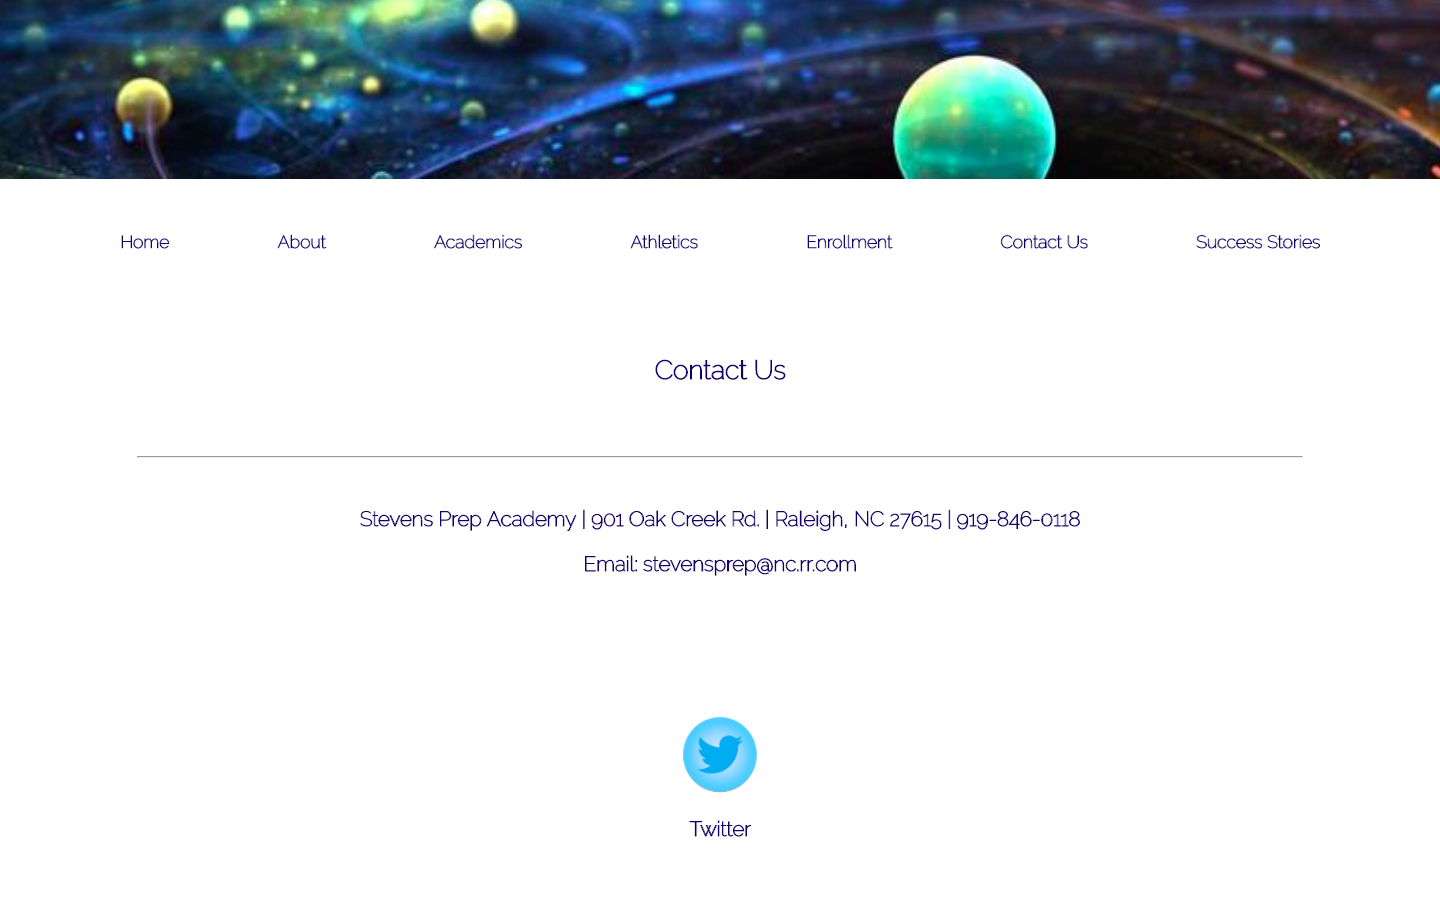 Home About Academics Athletics Enrollment Contact Us Success Stories
Contact Us
Stevens Prep Academy | 901 Oak Creek Rd. | Raleigh, NC 27615 | 919-846-0118
Email: stevensprep@nc.rr.com
Twitter